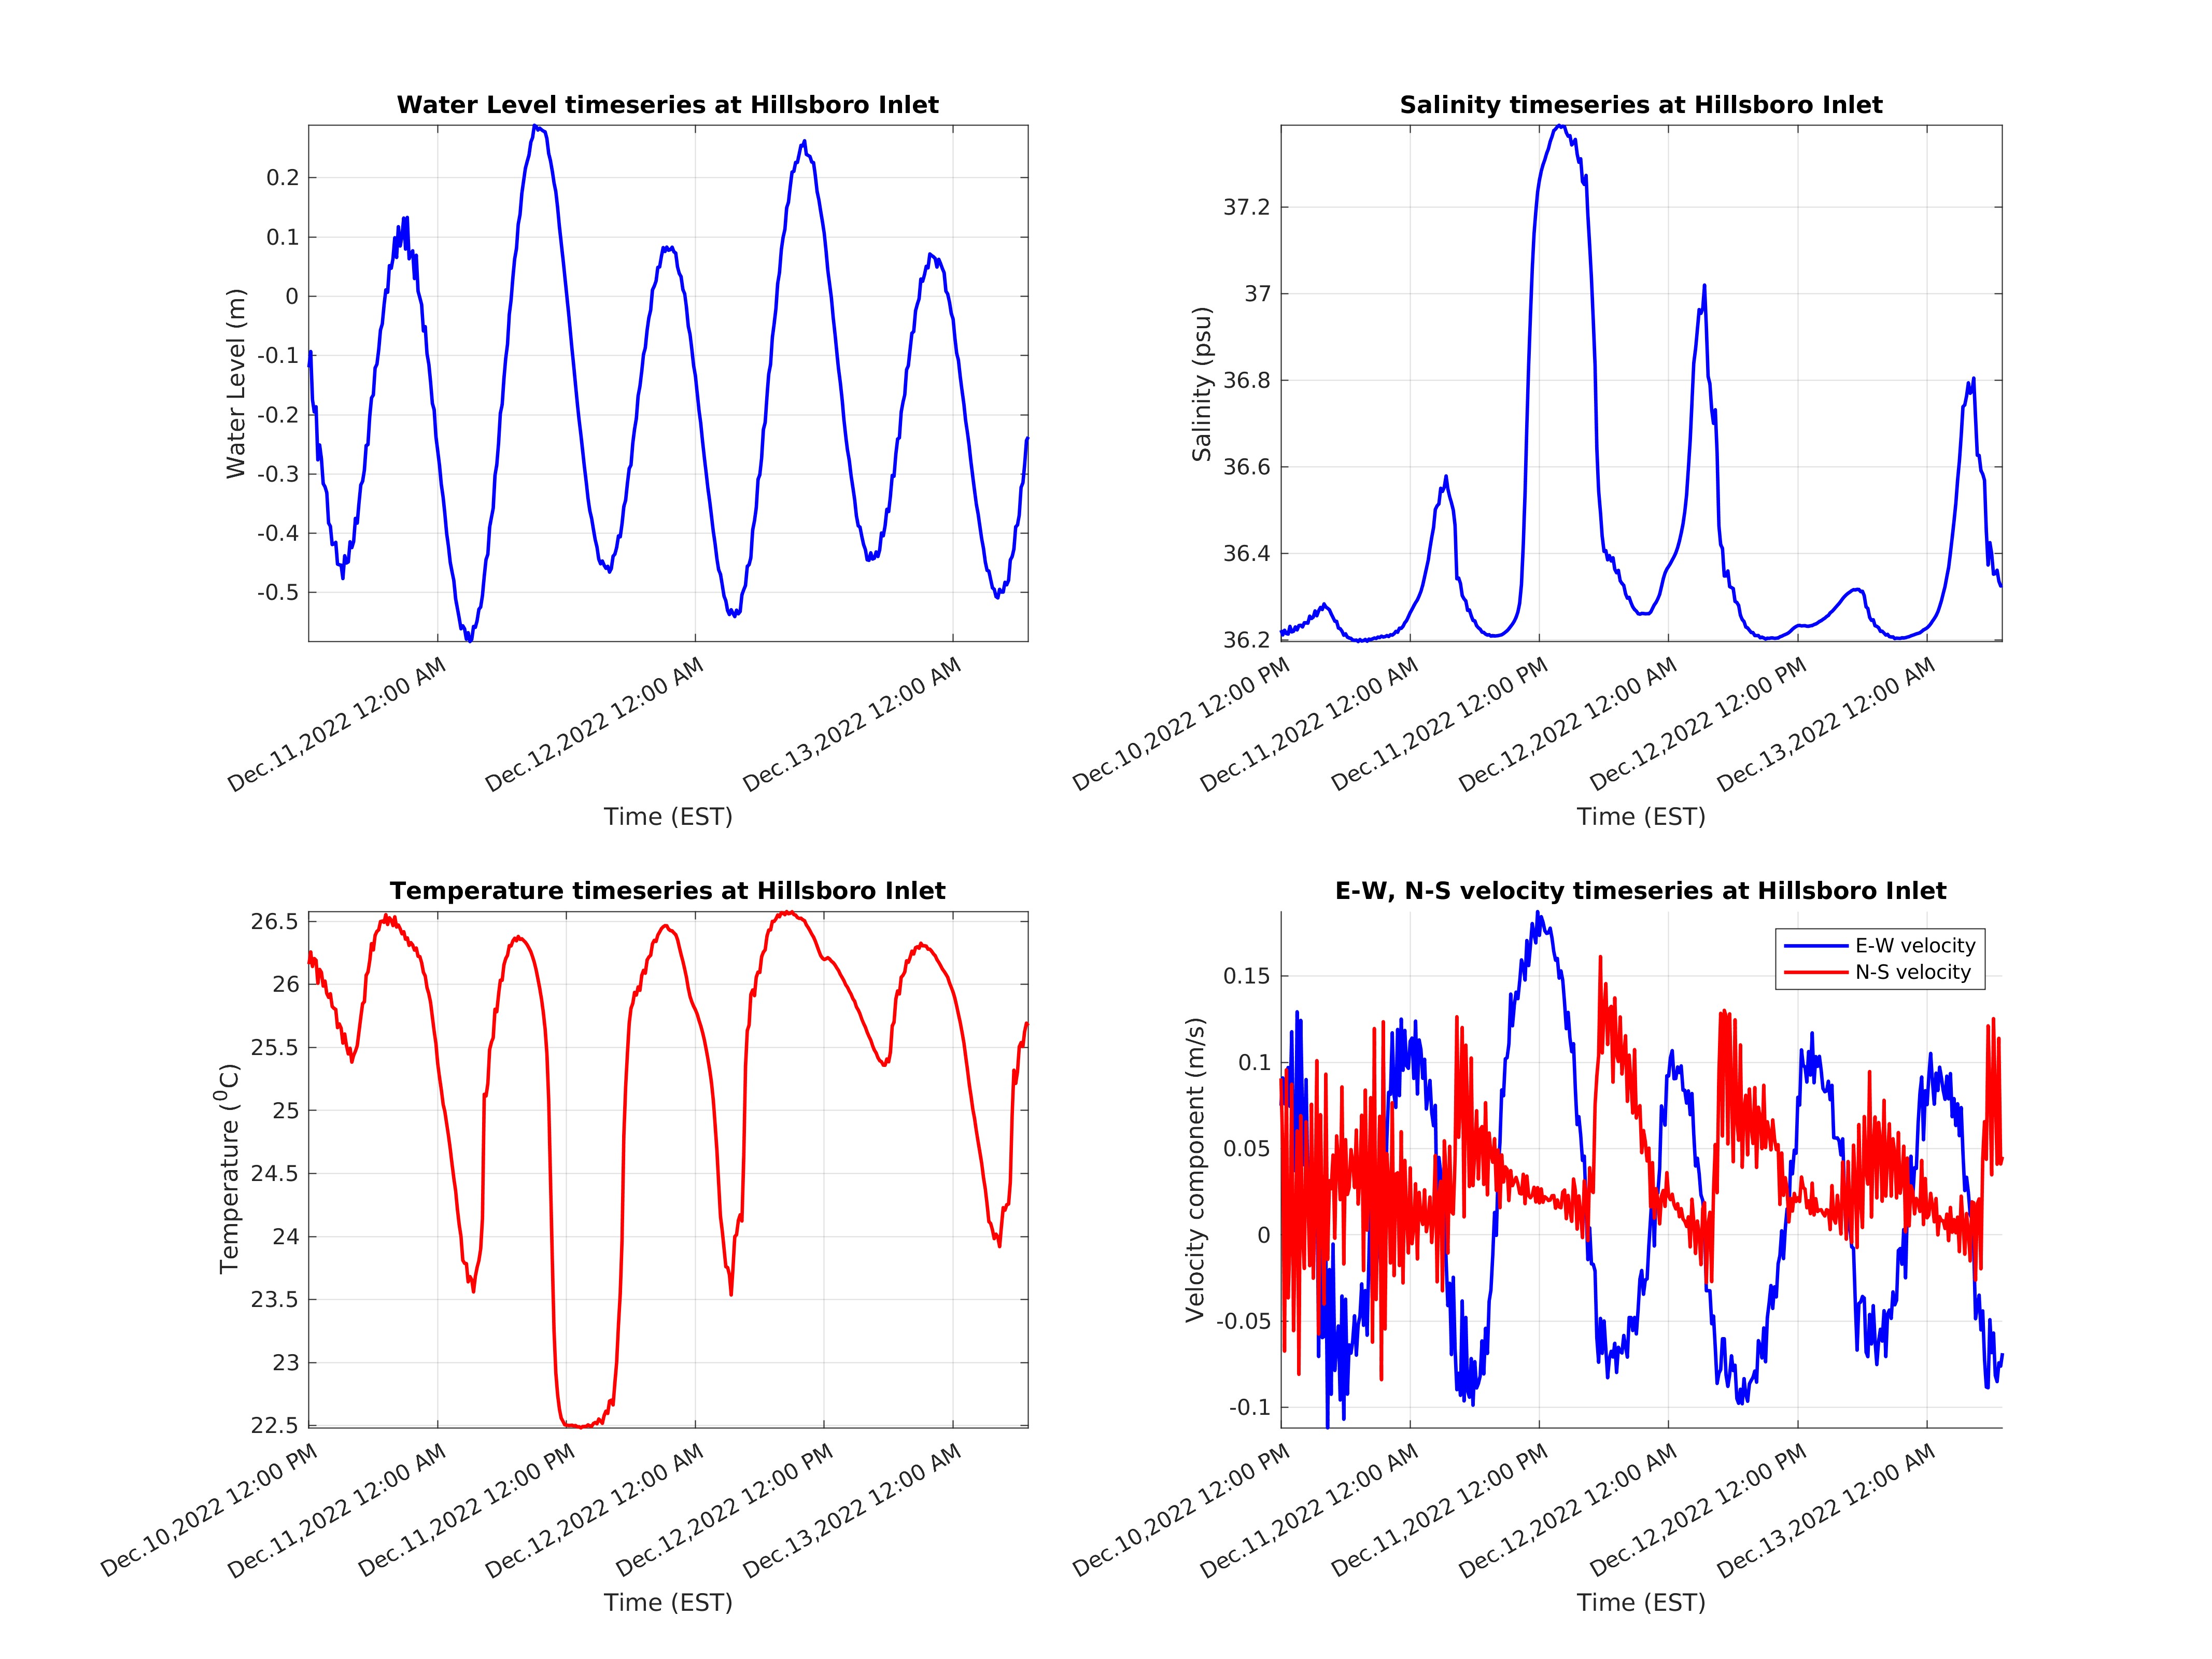 Water Level timeseries at Hillsboro Inlet
Water Level (m)
0.2
0.1
0
-0.1
-0.2
-0.3
-0.4
-0.5
Dec.11,2022 12:00 AM
Dec.12,2022 12:00 AM
Dec.13,2022 12:00 AM
Time (EST)
Salinity timeseries at Hillsboro Inlet
Salinity (psu)
37.2
37
36.8
36.6
36.4
36.2
Dec.10,2022 12:00 PM
Dec.11,2022 12:00 AM
Dec.11,2022 12:00 PM
Dec.12,2022 12:00 AM
Dec.12,2022 12:00 PM
Dec.13,2022 12:00 AM
Time (EST)
Temperature timeseries at Hillsboro Inlet
Temperature (⁰C)
26.5
26
25.5
25
24.5
24
23.5
23
22.5
Dec.10,2022 12:00 PM
Dec.11,2022 12:00 AM
Dec.11,2022 12:00 PM
Dec.12,2022 12:00 AM
Dec.12,2022 12:00 PM
Dec.13,2022 12:00 AM
Time (EST)
E-W, N-S velocity timeseries at Hillsboro Inlet
Velocity component (m/s)
E-W velocity
N-S velocity
0.15
0.1
0.05
0
-0.05
-0.1
Dec.10,2022 12:00 PM
Dec.11,2022 12:00 AM
Dec.11,2022 12:00 PM
Dec.12,2022 12:00 AM
Dec.12,2022 12:00 PM
Dec.13,2022 12:00 AM
Time (EST)